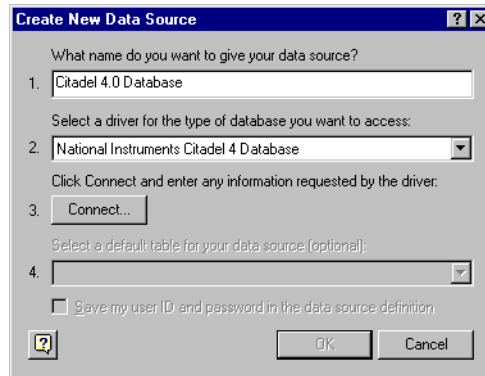 Create New Data Source
What name do you want to give your data source?
1. Citadel 4.0 Database
Select a driver for the type of database you want to access:
2. National Instruments Citadel 4 Database
Click Connect and enter any information requested by the driver:
3. Connect...
Select a default table for your data source (optional):
4.
Save my user ID and password in the data source definition
OK Cancel